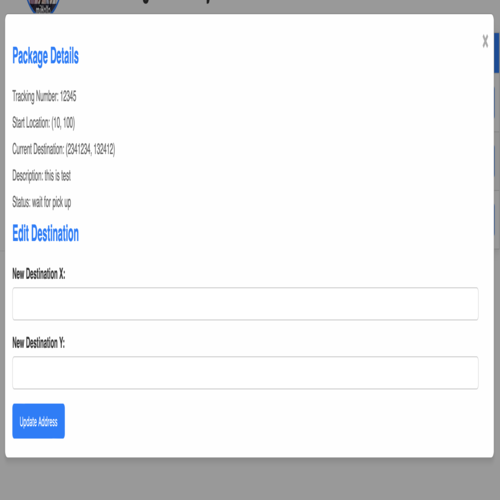 x
Package Details
Tracking Number: 12345
Start Location: (10, 100)
Current Destination: (2341234, 132412)
Description: this is test
Status: wait for pick up
Edit Destination
New Destination X:
New Destination Y:
Update Address